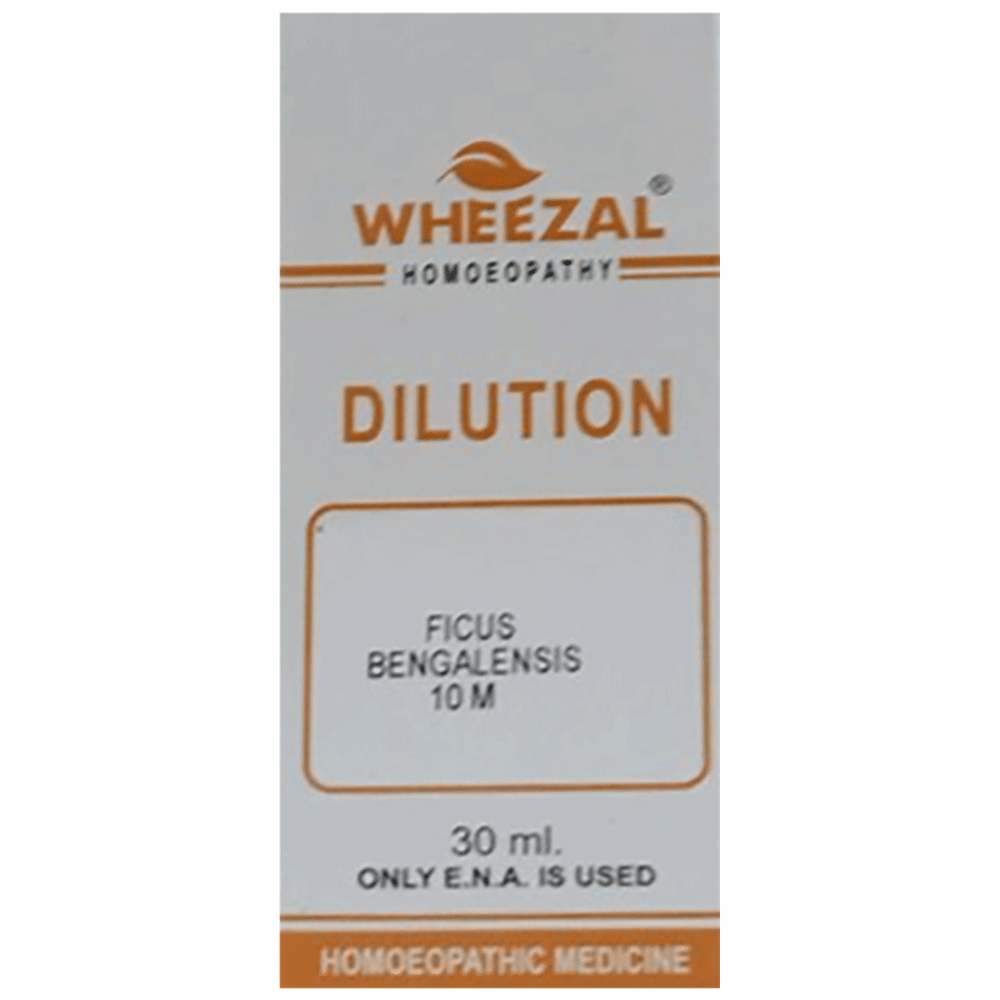 WHEEZAL®
HOMOEOPATHY
DILUTION
FICUS
BENGALENSIS
10 M
30 ml.
ONLY E.N.A. IS USED
HOMOEOPATHIC MEDICINE